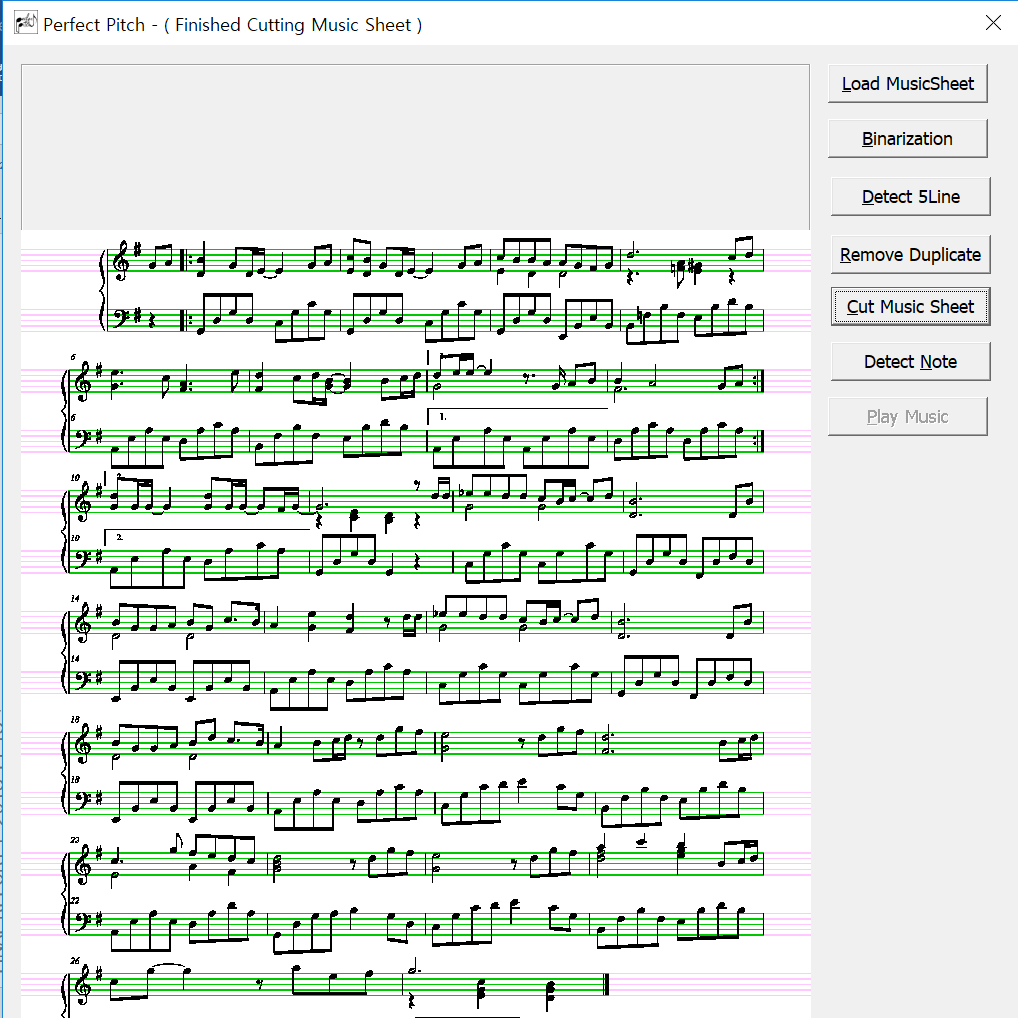 Perfect Pitch - ( Finished Cutting Music Sheet )
Load MusicSheet
Binarization
Detect 5Line
Remove Duplicate
Cut Music Sheet
Detect Note
Play Music
6
6
1.
10
2.
10
2.
14
14
18
18
22
26